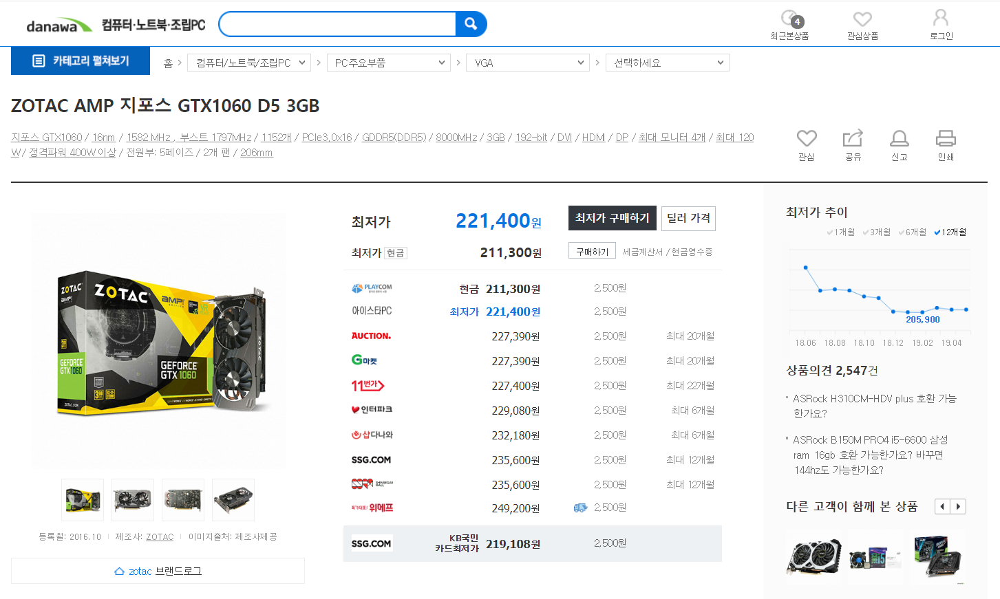 danawa 컴퓨터·노트북·조립PC
4
최근본상품
관심상품
로그인
카테고리 펼쳐보기
홈 > 컴퓨터/노트북/조립PC > PC주요부품 > VGA > 선택하세요
ZOTAC AMP 지포스 GTX1060 D5 3GB
지포스 GTX1060 / 16nm / 1582 MHz , 부스트 1797MHz / 1152개 / PCIe3.0x16 / GDDR5(DDR5) / 8000MHz / 3GB / 192-bit / DVI / HDMI / DP / 최대 모니터 4개 / 최대 120
W / 정격파워 400W 이상 / 전원부: 5페이즈 / 2개 팬 / 206mm
관심
공유
신고
인쇄
ZOTAC
AMP!
EDITION
ZOTAC
AMP!
GEFORCE
GTX 1060
GEFORCE
GTX 1060
3GB
ZOTAC.COM
ZOTAC
등록월: 2016.10 | 제조사: ZOTAC | 이미지출처: 제조사제공
zotac 브랜드로그
최저가 221,400원 최저가 구매하기 딜러 가격
최저가 현금 211,300원 구매하기 세금계산서 / 현금영수증
PLAYCOM 현금 211,300원 2,500원
아이스타PC 최저가 221,400원 2,500원
AUCTION. 227,390원 2,500원 최대 20개월
G마켓 227,390원 2,500원 최대 20개월
11번가 227,400원 2,500원 최대 22개월
인터파크 229,080원 2,500원 최대 6개월
샵다나와 232,180원 2,500원 최대 6개월
SSG.COM 235,600원 2,500원 최대 12개월
SHINSEGAE MALL 235,600원 2,500원 최대 12개월
특가대표! 위메프 249,200원 2,500원
SSG.COM KB국민 카드최저가 219,108원 2,500원
최저가 추이
1개월 3개월 6개월 12개월
205,900
18.06 18.08 18.10 18.12 19.02 19.04
상품의견 2,547건
ASRock H310CM-HDV plus 호환 가능
한가요?
ASRock B150M PRO4 i5-6600 삼성
ram 16gb 호환 가능한가요? 바꾸면
144hz도 가능한가요?
다른 고객이 함께 본 상품